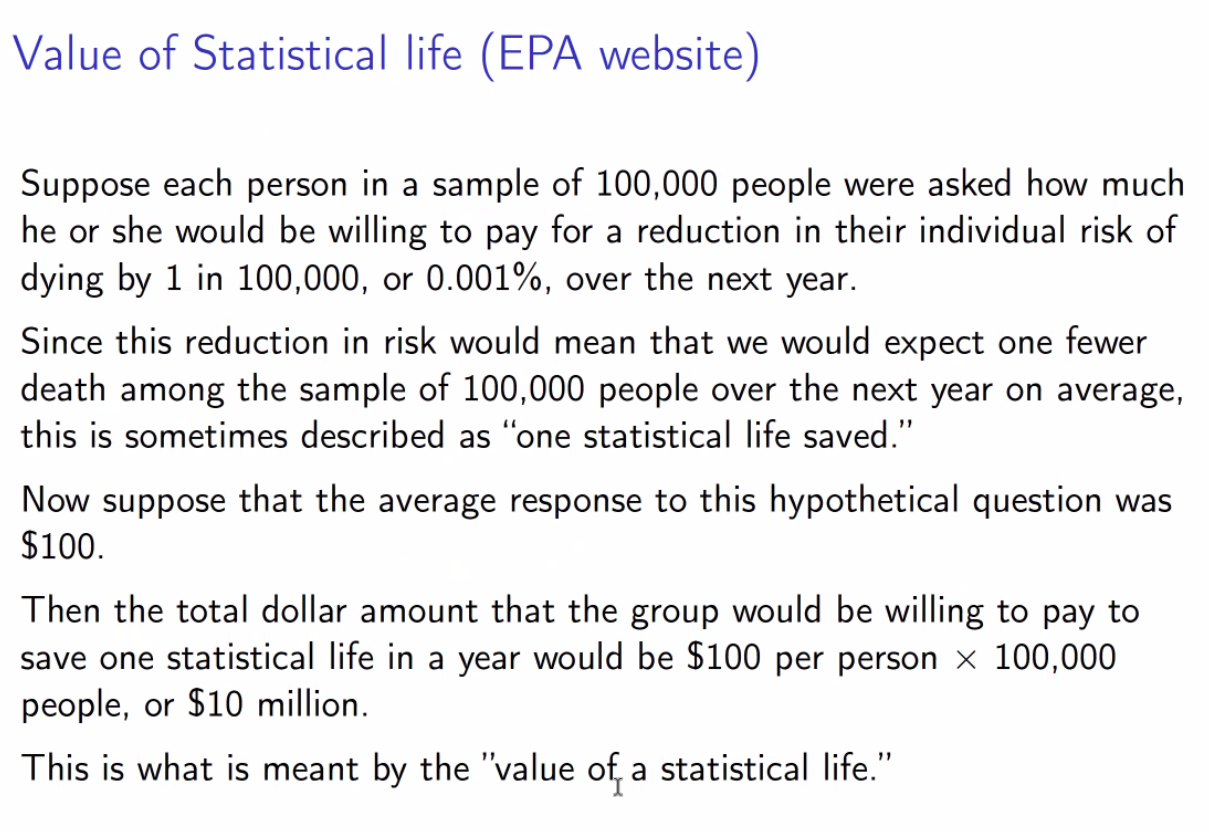 Value of Statistical life (EPA website)
Suppose each person in a sample of 100,000 people were asked how much
he or she would be willing to pay for a reduction in their individual risk of
dying by 1 in 100,000, or 0.001%, over the next year.
Since this reduction in risk would mean that we would expect one fewer
death among the sample of 100,000 people over the next year on average,
this is sometimes described as “one statistical life saved.”
Now suppose that the average response to this hypothetical question was
$100.
Then the total dollar amount that the group would be willing to pay to
save one statistical life in a year would be $100 per person × 100,000
people, or $10 million.
This is what is meant by the ”value of a statistical life.”